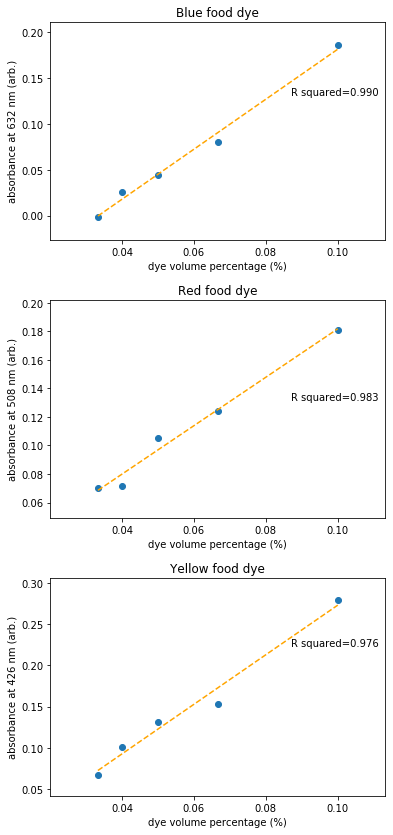 Blue food dye
0.20
0.15
0.10
0.05
0.00
absorbance at 632 nm (arb.)
R squared=0.990
0.04
0.06
0.08
0.10
dye volume percentage (%)
Red food dye
0.20
0.18
0.16
0.14
0.12
0.10
0.08
0.06
absorbance at 508 nm (arb.)
R squared=0.983
0.04
0.06
0.08
0.10
dye volume percentage (%)
Yellow food dye
0.30
0.25
0.20
0.15
0.10
0.05
absorbance at 426 nm (arb.)
R squared=0.976
0.04
0.06
0.08
0.10
dye volume percentage (%)